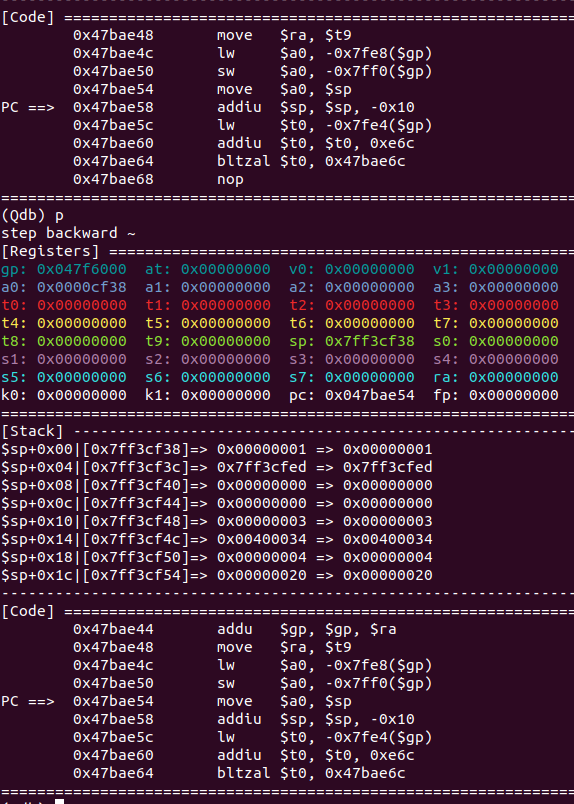 [Code] =========================================================
        0x47bae48       move   $ra, $t9
        0x47bae4c       lw     $a0, -0x7fe8($gp)
        0x47bae50       sw     $a0, -0x7ff0($gp)
        0x47bae54       move   $a0, $sp
PC ==>  0x47bae58       addiu  $sp, $sp, -0x10
        0x47bae5c       lw     $t0, -0x7fe4($gp)
        0x47bae60       addiu  $t0, $t0, 0xe6c
        0x47bae64       bltzal $t0, 0x47bae6c
        0x47bae68       nop
================================================================
(Qdb) p
step backward ~
[Registers] ====================================================
gp: 0x047f6000  at: 0x00000000  v0: 0x00000000  v1: 0x00000000
a0: 0x0000cf38  a1: 0x00000000  a2: 0x00000000  a3: 0x00000000
t0: 0x00000000  t1: 0x00000000  t2: 0x00000000  t3: 0x00000000
t4: 0x00000000  t5: 0x00000000  t6: 0x00000000  t7: 0x00000000
t8: 0x00000000  t9: 0x00000000  sp: 0x7ff3cf38  s0: 0x00000000
s1: 0x00000000  s2: 0x00000000  s3: 0x00000000  s4: 0x00000000
s5: 0x00000000  s6: 0x00000000  s7: 0x00000000  ra: 0x00000000
k0: 0x00000000  k1: 0x00000000  pc: 0x047bae54  fp: 0x00000000
================================================================
[Stack] --------------------------------------------------------
$sp+0x00|[0x7ff3cf38]=> 0x00000001 => 0x00000001
$sp+0x04|[0x7ff3cf3c]=> 0x7ff3cfed => 0x7ff3cfed
$sp+0x08|[0x7ff3cf40]=> 0x00000000 => 0x00000000
$sp+0x0c|[0x7ff3cf44]=> 0x00000000 => 0x00000000
$sp+0x10|[0x7ff3cf48]=> 0x00000003 => 0x00000003
$sp+0x14|[0x7ff3cf4c]=> 0x00400034 => 0x00400034
$sp+0x18|[0x7ff3cf50]=> 0x00000004 => 0x00000004
$sp+0x1c|[0x7ff3cf54]=> 0x00000020 => 0x00000020
----------------------------------------------------------------
[Code] =========================================================
        0x47bae44       addu   $gp, $gp, $ra
        0x47bae48       move   $ra, $t9
        0x47bae4c       lw     $a0, -0x7fe8($gp)
        0x47bae50       sw     $a0, -0x7ff0($gp)
PC ==>  0x47bae54       move   $a0, $sp
        0x47bae58       addiu  $sp, $sp, -0x10
        0x47bae5c       lw     $t0, -0x7fe4($gp)
        0x47bae60       addiu  $t0, $t0, 0xe6c
        0x47bae64       bltzal $t0, 0x47bae6c
================================================================